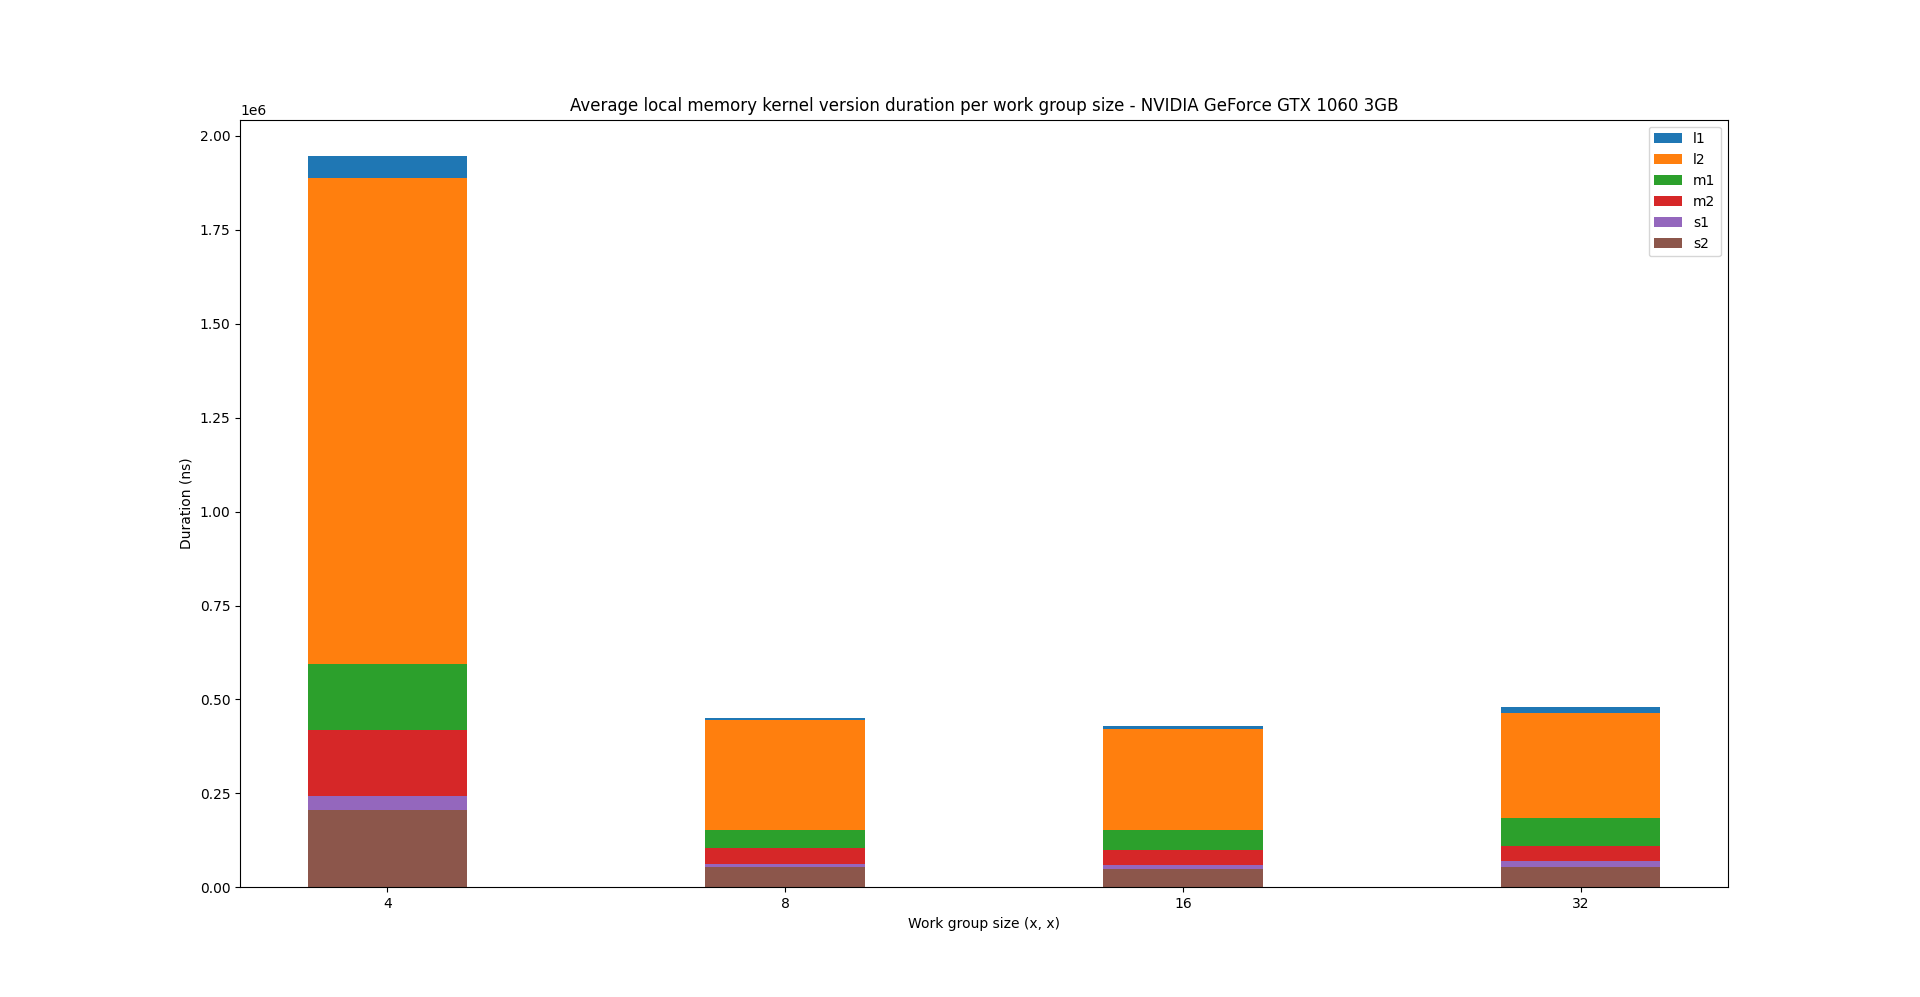 Average local memory kernel version duration per work group size - NVIDIA GeForce GTX 1060 3GB
1e6
2.00
1.75
1.50
1.25
1.00
0.75
0.50
0.25
0.00
Duration (ns)
l1
l2
m1
m2
s1
s2
4 8 16 32
Work group size (x, x)